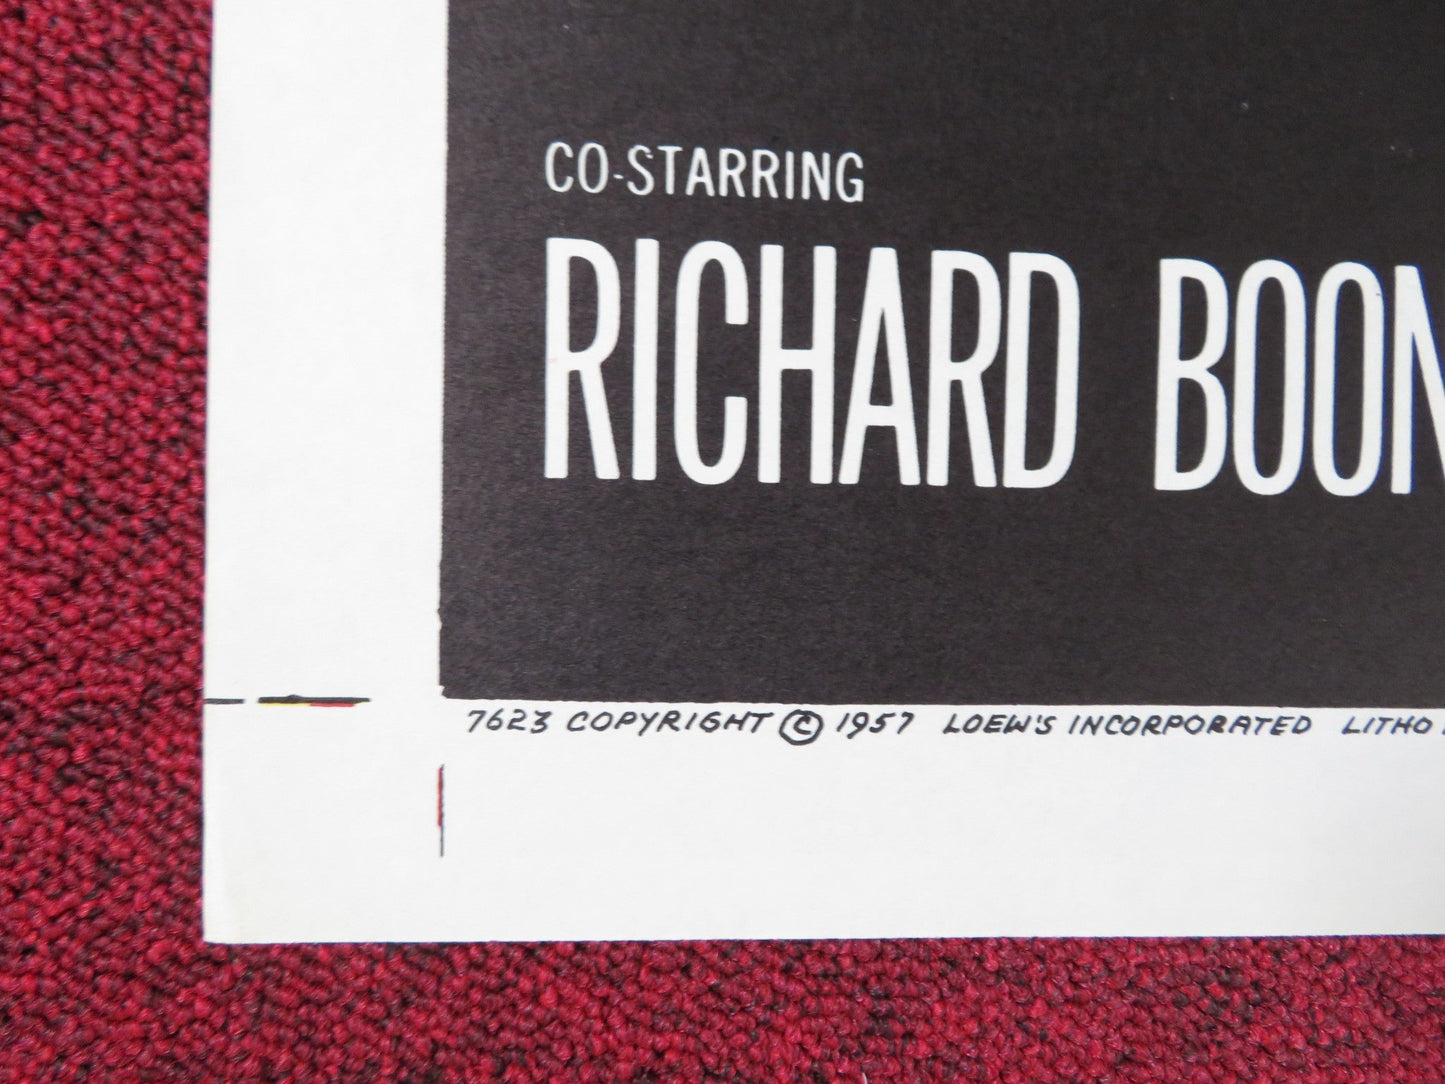 CO-STARRING
RICHARD BOON
7623 COPYRIGHT © 1957 LOEW'S INCORPORATED LITHO